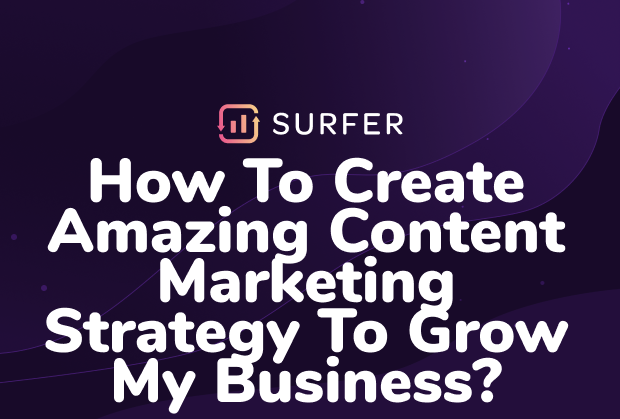 SURFER
How To Create
Amazing Content
Marketing
Strategy To Grow
My Business?